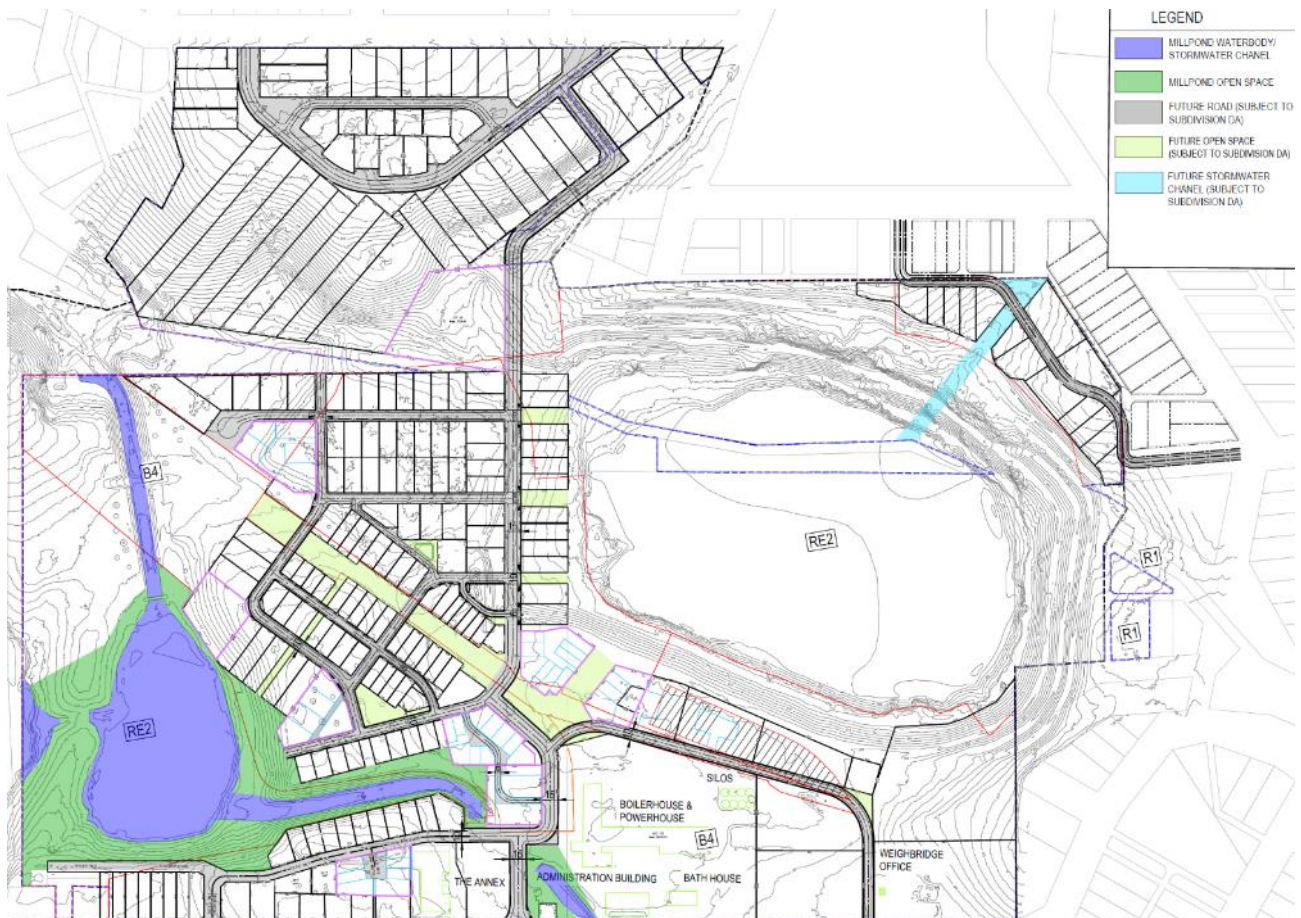 LEGEND
MILLPOND WATERBODY/
STORMWATER CHANEL
MILLPOND OPEN SPACE
FUTURE ROAD (SUBJECT TO
SUBDIVISION DA)
FUTURE OPEN SPACE
(SUBJECT TO SUBDIVISION DA)
FUTURE STORMWATER
CHANEL (SUBJECT TO
SUBDIVISION DA)
B4
RE2
R1
R1
RE2
SILOS
BOILERHOUSE &
POWERHOUSE
B4
16
16
THE ANNEX
ADMINISTRATION BUILDING
BATH HOUSE
WEIGHBRIDGE
OFFICE